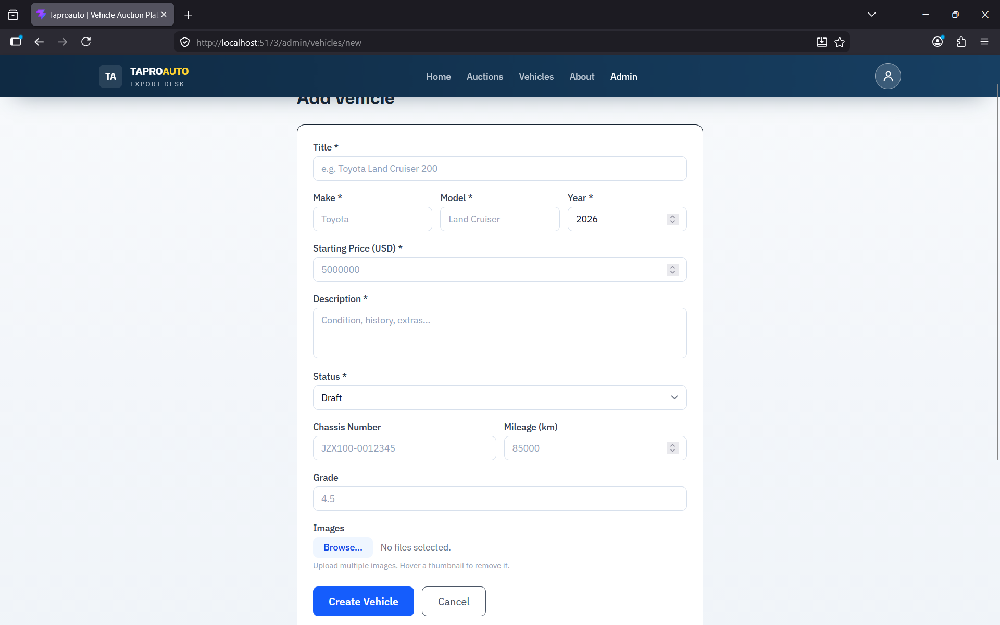 Taproauto | Vehicle Auction Plat
http://localhost:5173/admin/vehicles/new
TA
TAPROAUTO
EXPORT DESK
Home
Auctions
Vehicles
About
Admin
Add Vehicle
Title *
e.g. Toyota Land Cruiser 200
Make *
Model *
Year *
Toyota
Land Cruiser
2026
Starting Price (USD) *
5000000
Description *
Condition, history, extras...
Status *
Draft
Chassis Number
Mileage (km)
JZX100-0012345
85000
Grade
4.5
Images
Browse...
No files selected.
Upload multiple images. Hover a thumbnail to remove it.
Create Vehicle
Cancel